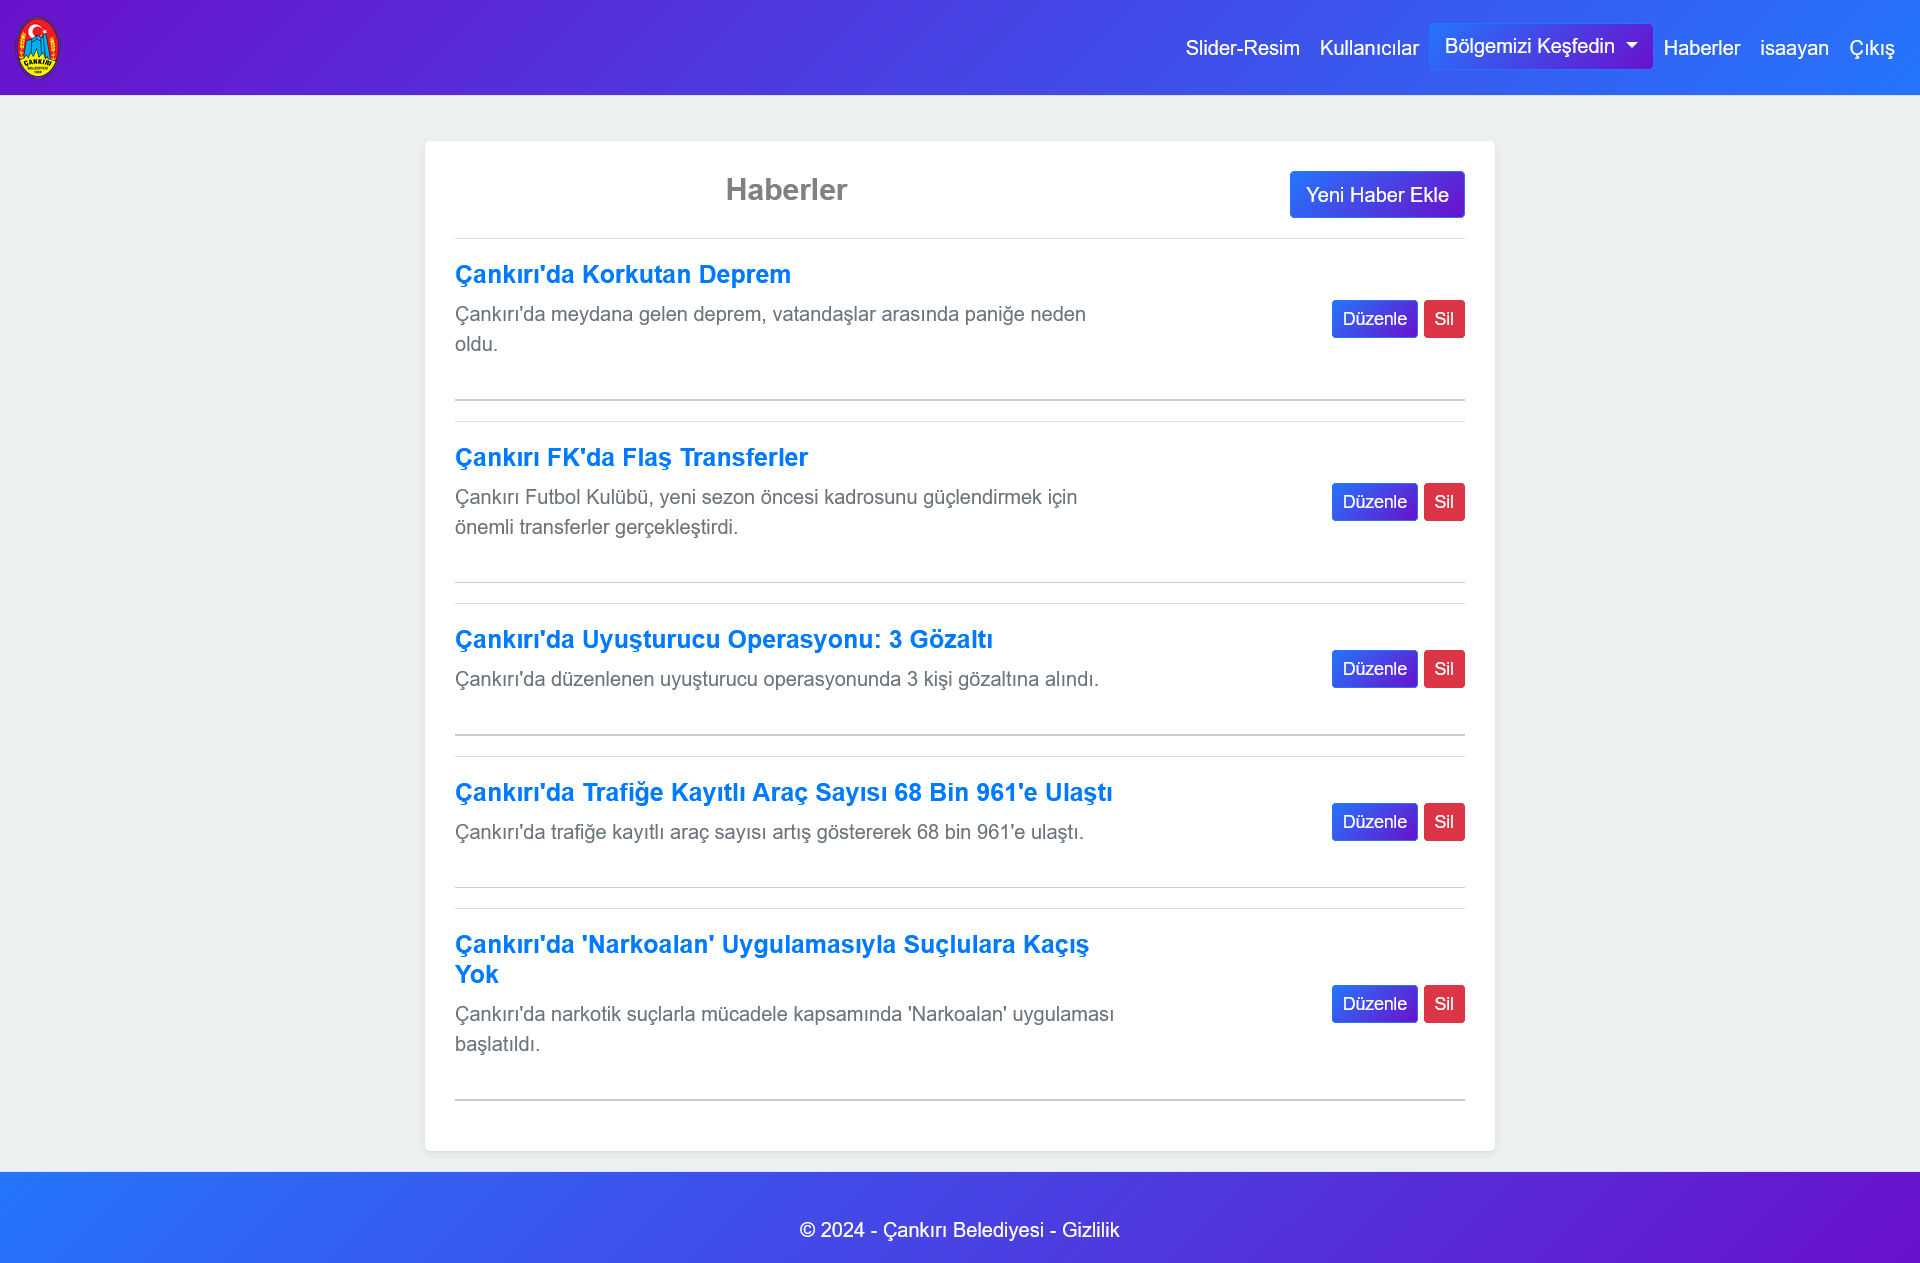 ÇANKIRI
BELEDİYESİ
Slider-Resim Kullanıcılar Bölgemizi Keşfedin Haberler isaayan Çıkış
Haberler
Yeni Haber Ekle
Çankırı'da Korkutan Deprem
Çankırı'da meydana gelen deprem, vatandaşlar arasında paniğe neden
oldu.
Düzenle Sil
Çankırı FK'da Flaş Transferler
Çankırı Futbol Kulübü, yeni sezon öncesi kadrosunu güçlendirmek için
önemli transferler gerçekleştirdi.
Düzenle Sil
Çankırı'da Uyuşturucu Operasyonu: 3 Gözaltı
Çankırı'da düzenlenen uyuşturucu operasyonunda 3 kişi gözaltına alındı.
Düzenle Sil
Çankırı'da Trafiğe Kayıtlı Araç Sayısı 68 Bin 961'e Ulaştı
Çankırı'da trafiğe kayıtlı araç sayısı artış göstererek 68 bin 961'e ulaştı.
Düzenle Sil
Çankırı'da 'Narkoalan' Uygulamasıyla Suçlulara Kaçış
Yok
Çankırı'da narkotik suçlarla mücadele kapsamında 'Narkoalan' uygulaması
başlatıldı.
Düzenle Sil
© 2024 - Çankırı Belediyesi - Gizlilik